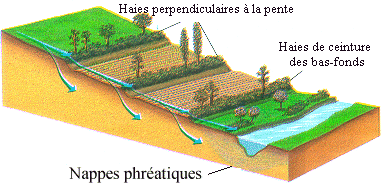 Haies perpendiculaires à la pente
Haies de ceinture
des bas-fonds
Nappes phréatiques